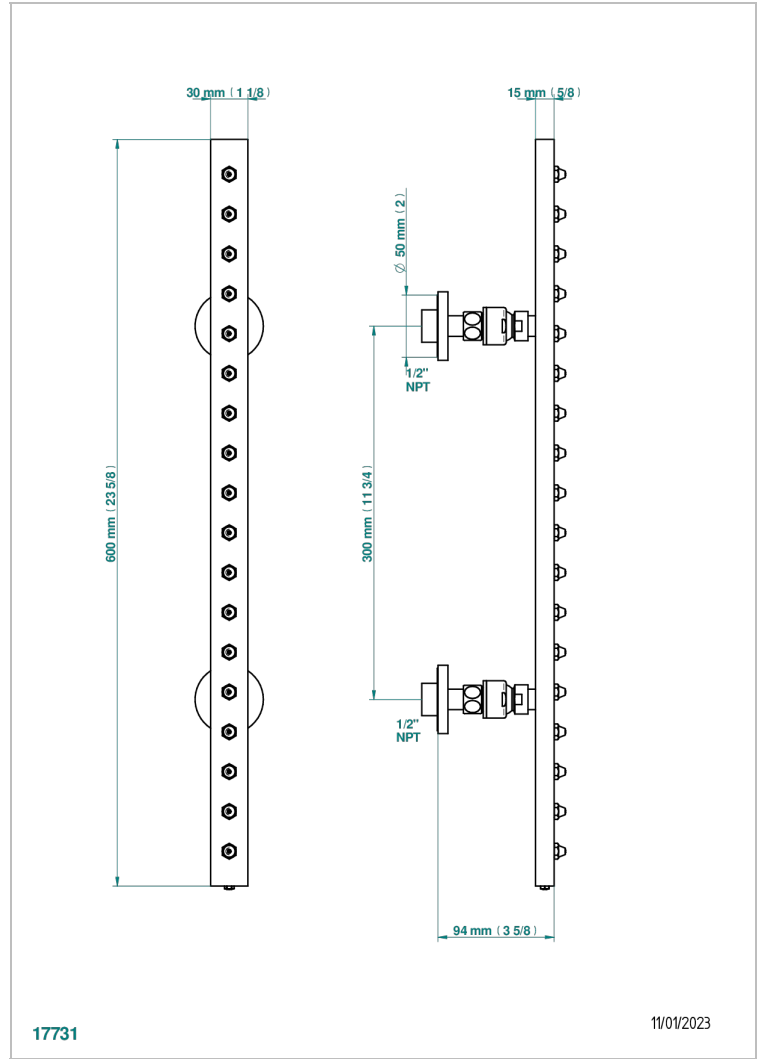 30 mm ( 1 1/8 )
15 mm ( 5/8 )
Ø 50 mm ( 2 )
1/2"
NPT
600 mm ( 23 5/8 )
300 mm ( 11 3/4 )
1/2"
NPT
94 mm ( 3 5/8 )
17731
11/01/2023